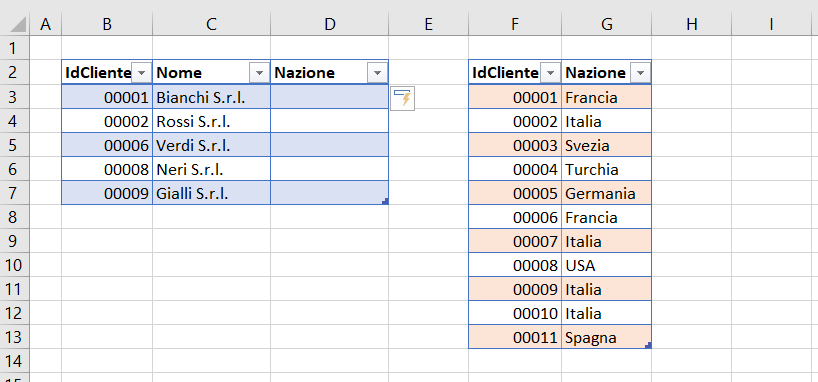 A B C D E F G H I
1
2 IdCliente Nome Nazione IdCliente Nazione
3 00001 Bianchi S.r.l. 00001 Francia
4 00002 Rossi S.r.l. 00002 Italia
5 00006 Verdi S.r.l. 00003 Svezia
6 00008 Neri S.r.l. 00004 Turchia
7 00009 Gialli S.r.l. 00005 Germania
8 00006 Francia
9 00007 Italia
10 00008 USA
11 00009 Italia
12 00010 Italia
13 00011 Spagna
14